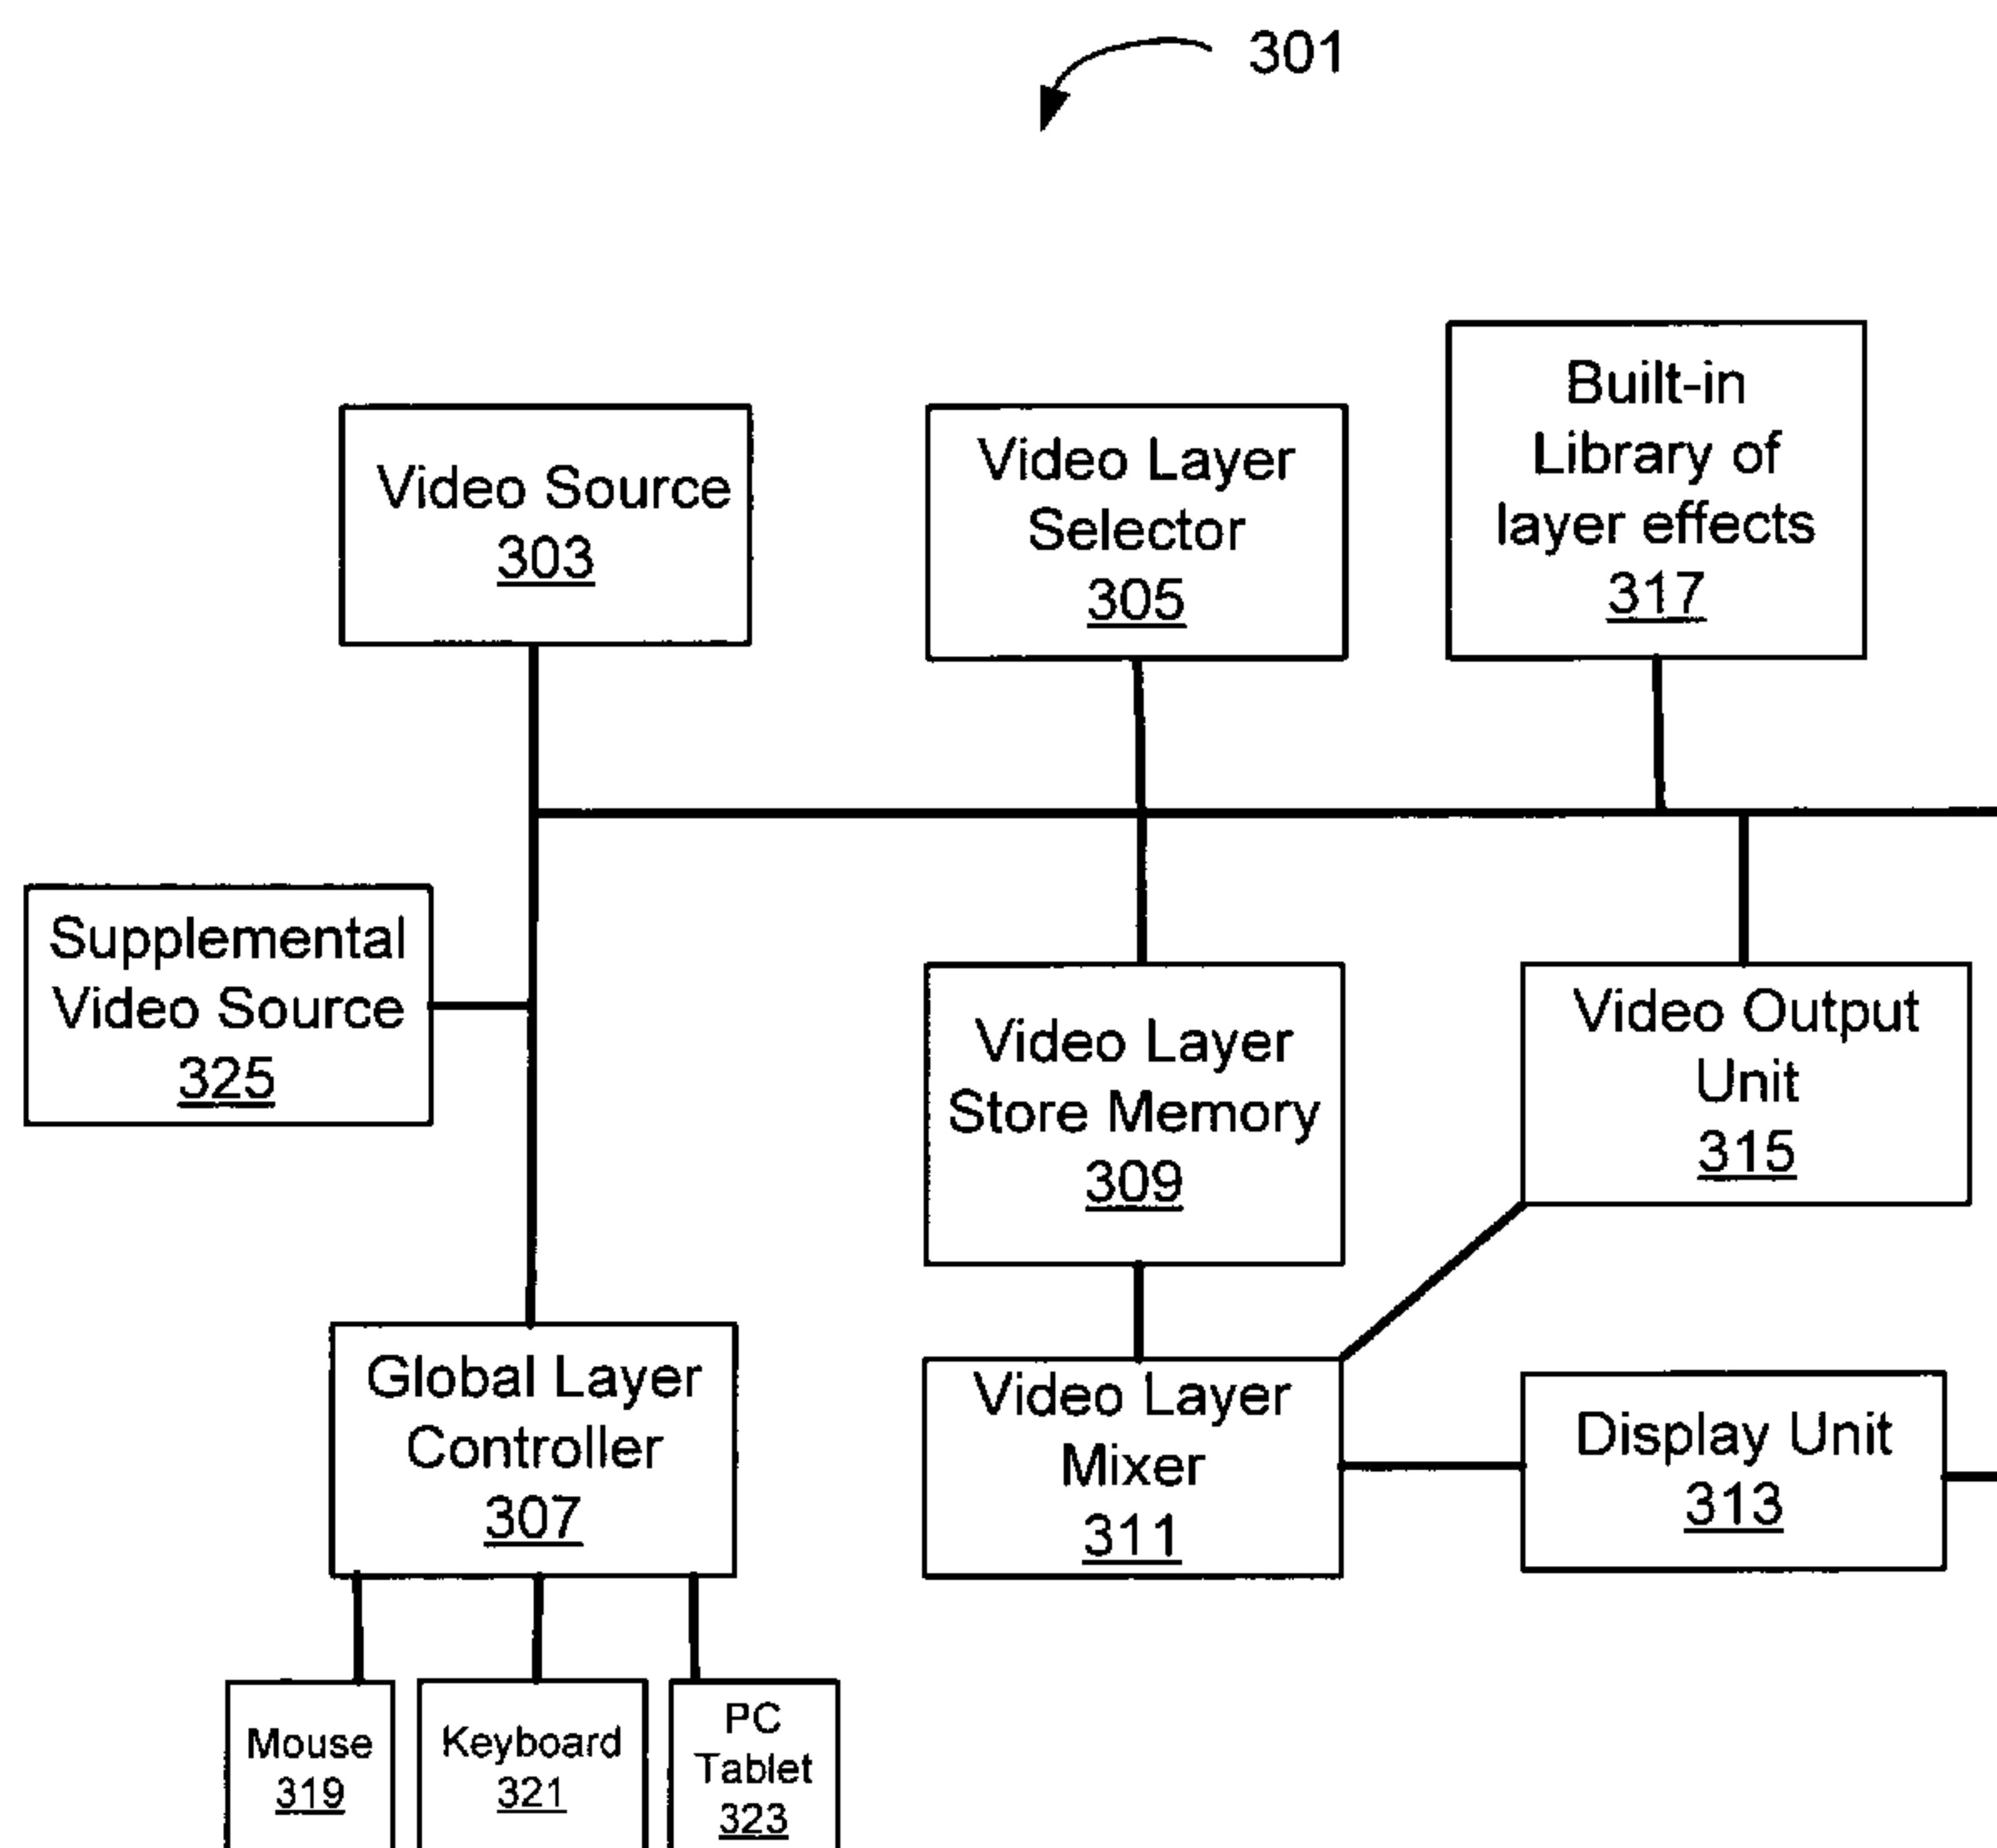 301
Video Source
303
Video Layer
Selector
305
Built-in
Library of
layer effects
317
Supplemental
Video Source
325
Video Layer
Store Memory
309
Video Output
Unit
315
Global Layer
Controller
307
Video Layer
Mixer
311
Display Unit
313
Mouse
319
Keyboard
321
PC
Tablet
323